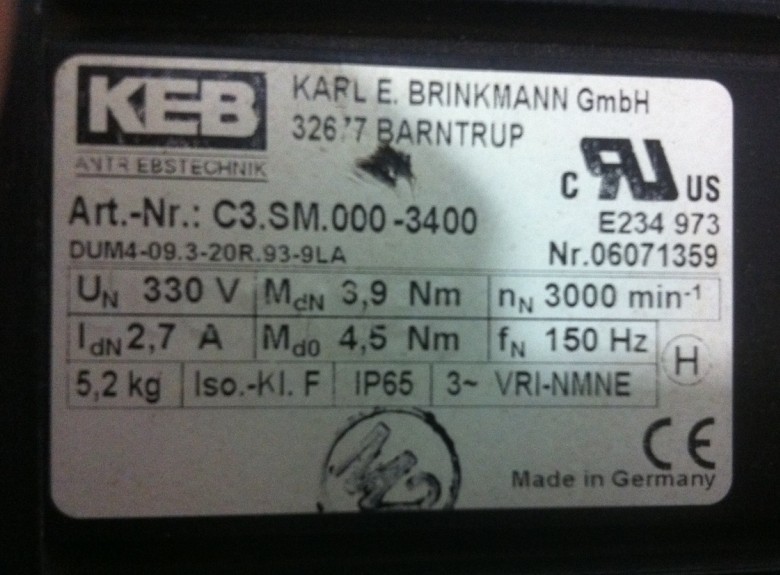 KEB
ANTRIEBSTECHNIK
KARL E. BRINKMANN GmbH
32677 BARNTRUP
C RU US
Art.-Nr.: C3.SM.000-3400
E234 973
DUM4-09.3-20R.93-9LA
Nr.06071359
UN 330 V MdN 3,9 Nm nN 3000 min-1
IdN 2,7 A Md0 4,5 Nm fN 150 Hz
H
5,2 kg Iso.-Kl. F IP65 3~ VRI-NMNE
CE
Made in Germany